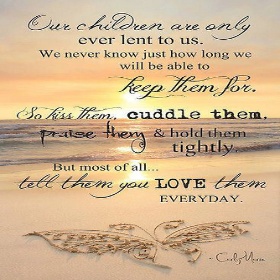 Our children are only
ever lent to us.
We never know just how long we
will be able to
keep them for.
So kiss them, cuddle them,
praise them & hold them
tightly.
But most of all...
tell them you LOVE them
EVERYDAY.